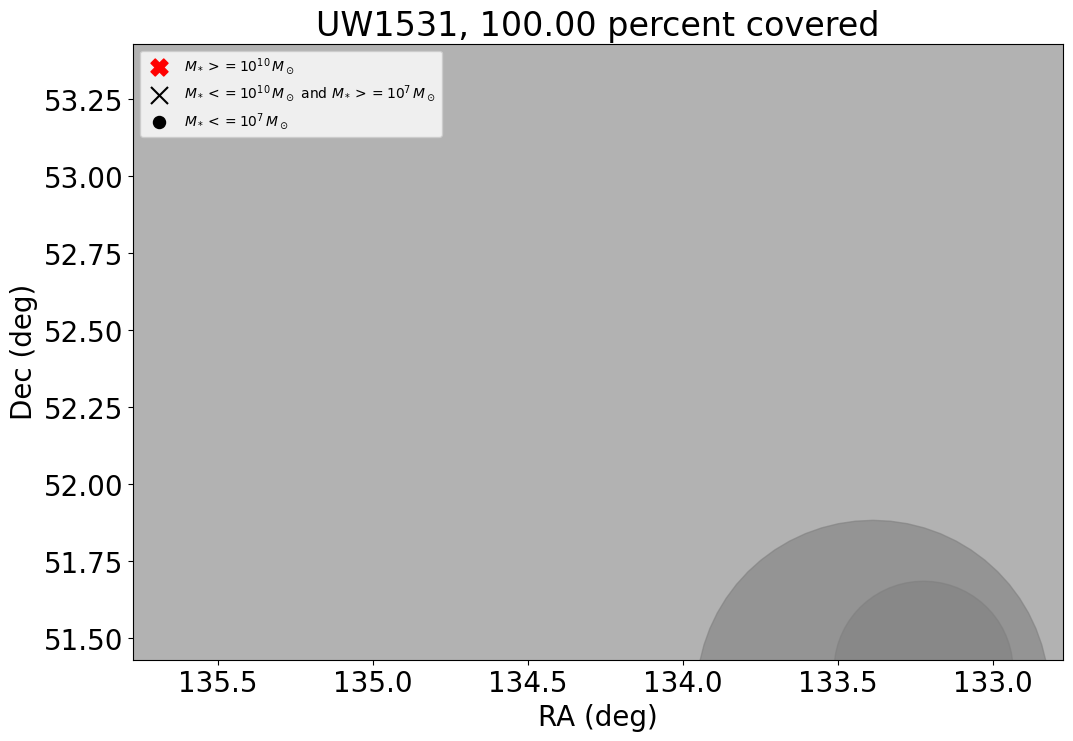 UW1531, 100.00 percent covered
M* >= 10^10 M⊙
M* <= 10^10 M⊙ and M* >= 10^7 M⊙
M* <= 10^7 M⊙
53.25
53.00
52.75
52.50
52.25
52.00
51.75
51.50
Dec (deg)
135.5 135.0 134.5 134.0 133.5 133.0
RA (deg)